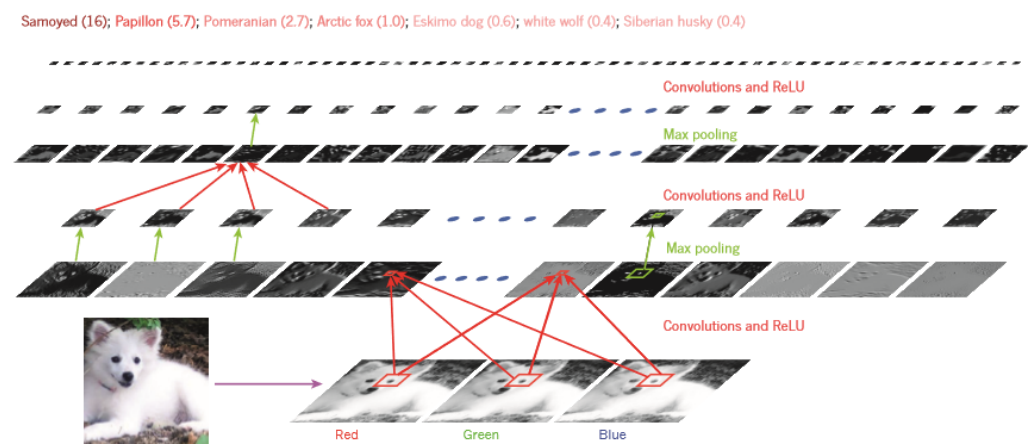 Samoyed (16); Papillon (5.7); Pomeranian (2.7); Arctic fox (1.0); Eskimo dog (0.6); white wolf (0.4); Siberian husky (0.4)
Convolutions and ReLU
Max pooling
Convolutions and ReLU
Max pooling
Convolutions and ReLU
Red
Green
Blue